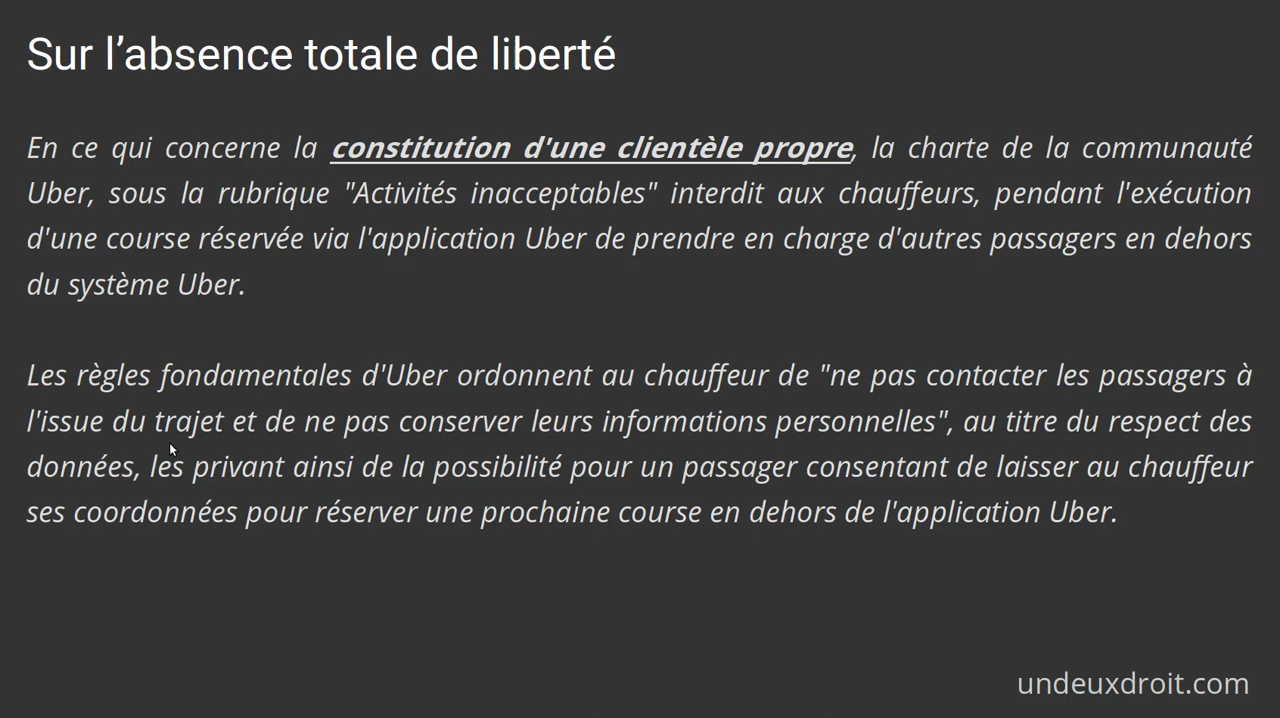 Sur l’absence totale de liberté
En ce qui concerne la constitution d'une clientèle propre, la charte de la communauté
Uber, sous la rubrique "Activités inacceptables" interdit aux chauffeurs, pendant l'exécution
d'une course réservée via l'application Uber de prendre en charge d'autres passagers en dehors
du système Uber.
Les règles fondamentales d'Uber ordonnent au chauffeur de "ne pas contacter les passagers à
l'issue du trajet et de ne pas conserver leurs informations personnelles", au titre du respect des
données, les privant ainsi de la possibilité pour un passager consentant de laisser au chauffeur
ses coordonnées pour réserver une prochaine course en dehors de l'application Uber.
undeuxdroit.com